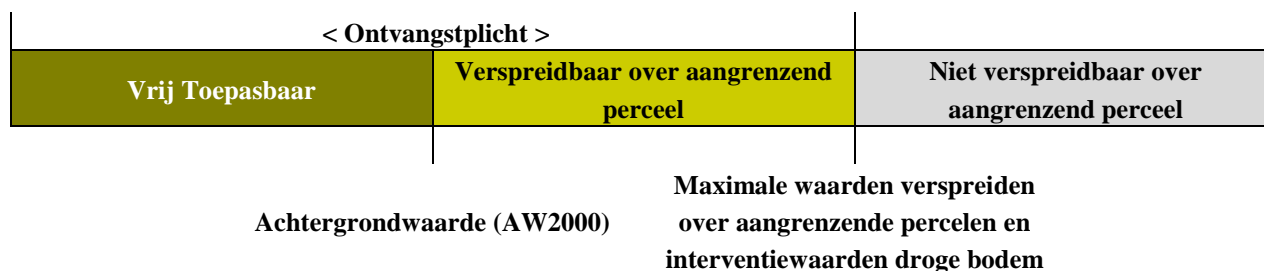 < Ontvangstplicht >
Vrij Toepasbaar
Verspreidbaar over aangrenzend
perceel
Niet verspreidbaar over
aangrenzend perceel
Achtergrondwaarde (AW2000)
Maximale waarden verspreiden
over aangrenzende percelen en
interventiewaarden droge bodem